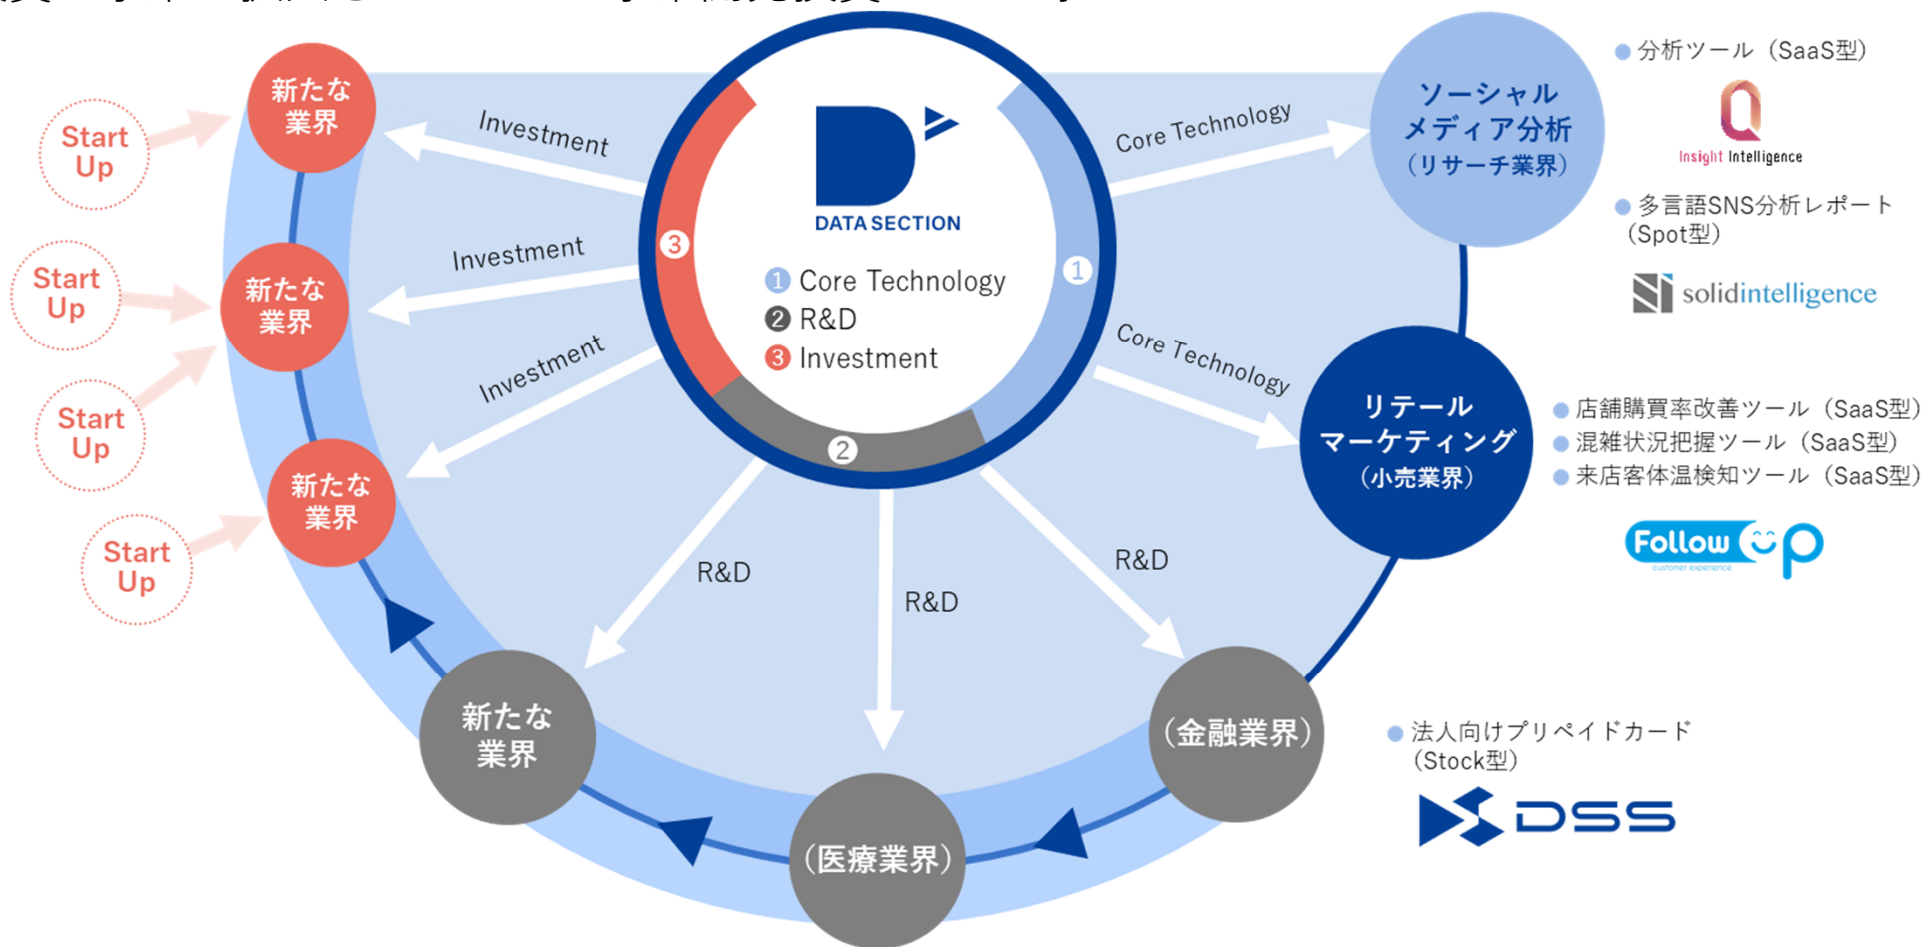 新たな
業界
Start
Up
Investment
Start
Up
新たな
業界
Investment
Start
Up
新たな
業界
Investment
Start
Up
DATA SECTION
1 Core Technology
2 R&D
3 Investment
3
1
2
Core Technology
ソーシャル
メディア分析
(リサーチ業界)
分析ツール (SaaS型)
Insight Intelligence
多言語SNS分析レポート
(Spot型)
solidintelligence
Core Technology
リテール
マーケティング
(小売業界)
店舗購買率改善ツール (SaaS型)
混雑状況把握ツール (SaaS型)
来店客体温検知ツール (SaaS型)
Follow UP
customer experience
R&D
R&D
R&D
新たな
業界
(医療業界)
(金融業界)
法人向けプリペイドカード
(Stock型)
DSS